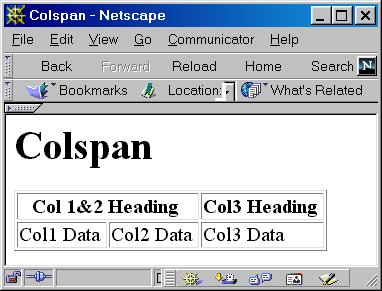 Colspan - Netscape
File Edit View Go Communicator Help
Back Forward Reload Home Search N
Bookmarks Location: What's Related
Colspan
Col 1&2 Heading Col3 Heading
Col1 Data Col2 Data Col3 Data